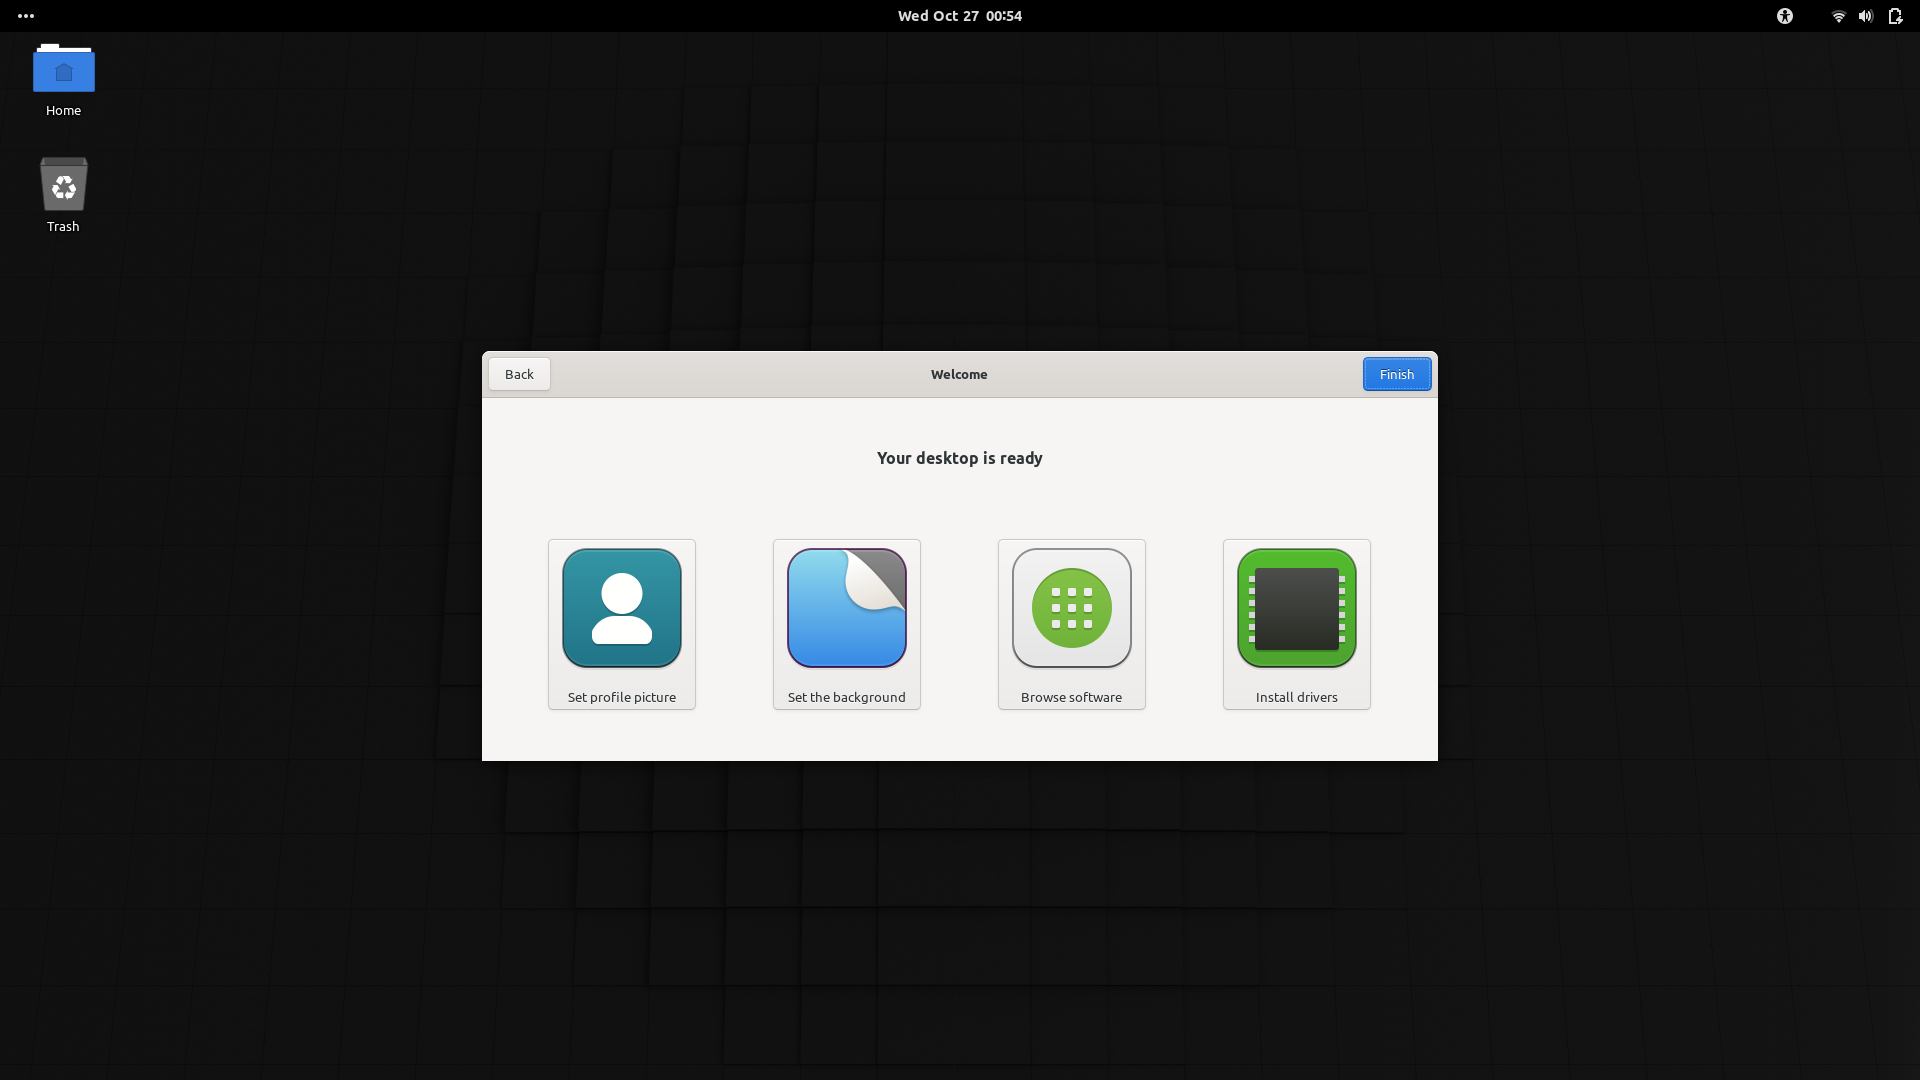 Wed Oct 27 00:54
Home
Trash
Back
Welcome
Finish
Your desktop is ready
Set profile picture
Set the background
Browse software
Install drivers